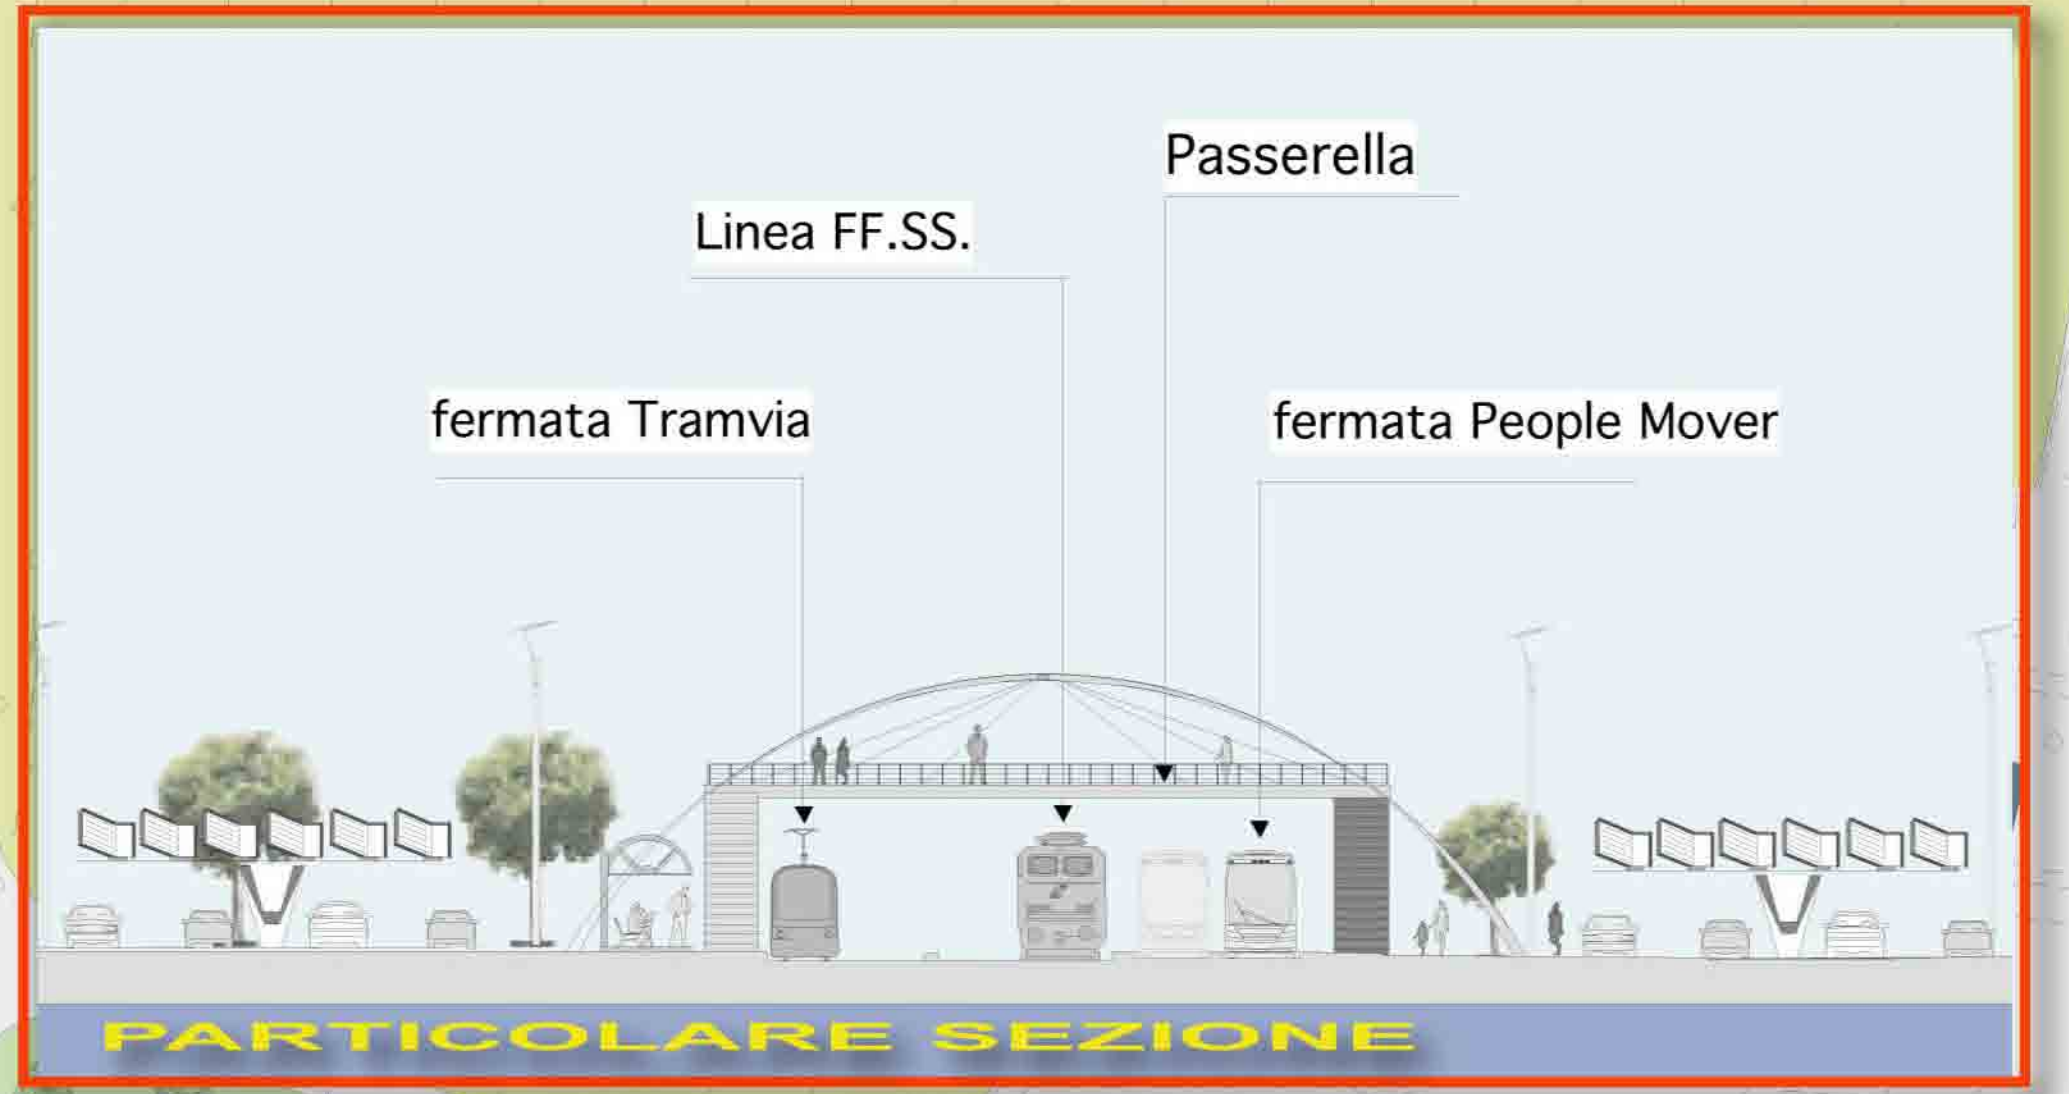 Passerella
Linea FF.SS.
fermata Tramvia
fermata People Mover
PARTICOLARE SEZIONE